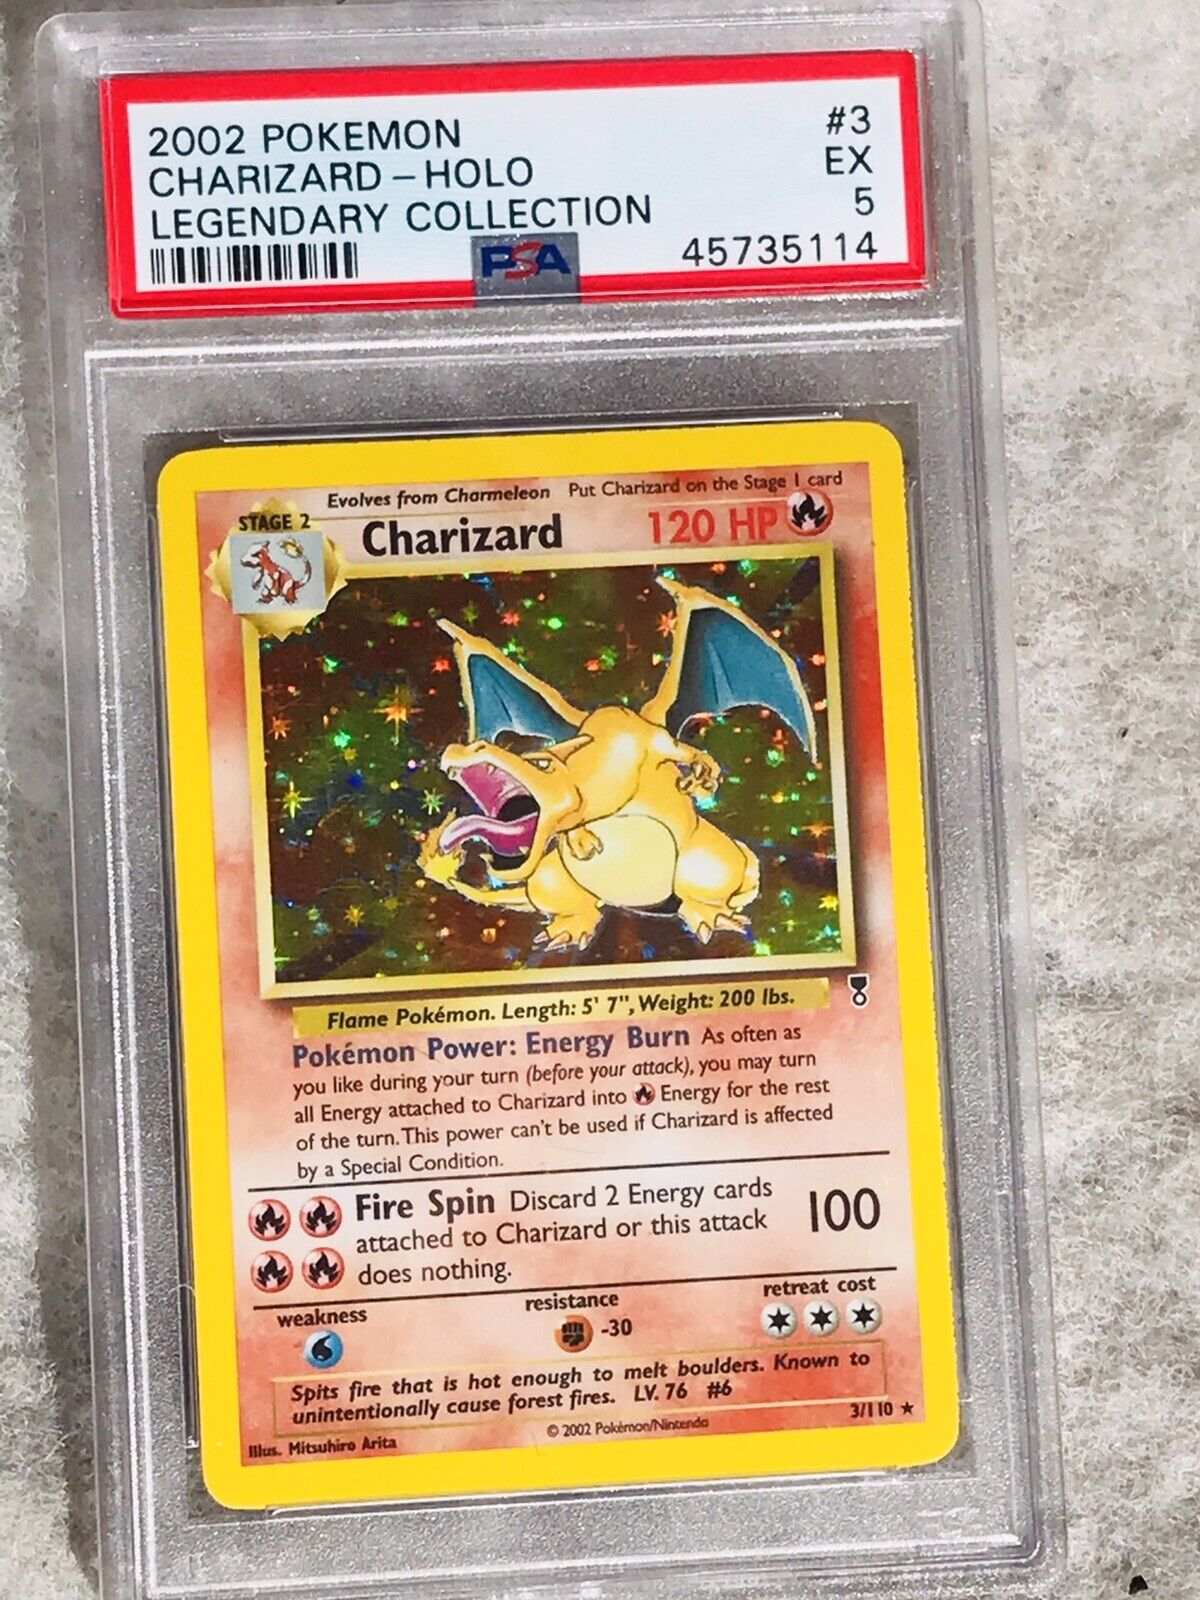 2002 POKEMON #3
CHARIZARD – HOLO EX
LEGENDARY COLLECTION 5
PSA 45735114
Evolves from Charmeleon Put Charizard on the Stage 1 card
STAGE 2
Charizard 120 HP
Flame Pokémon. Length: 5' 7", Weight: 200 lbs.
Pokémon Power: Energy Burn As often as
you like during your turn (before your attack), you may turn
all Energy attached to Charizard into Energy for the rest
of the turn. This power can't be used if Charizard is affected
by a Special Condition.
Fire Spin Discard 2 Energy cards
attached to Charizard or this attack
does nothing.
100
weakness resistance retreat cost
-30
Spits fire that is hot enough to melt boulders. Known to
unintentionally cause forest fires. LV. 76 #6
Illus. Mitsuhiro Arita © 2002 Pokémon/Nintendo 3/110 ★